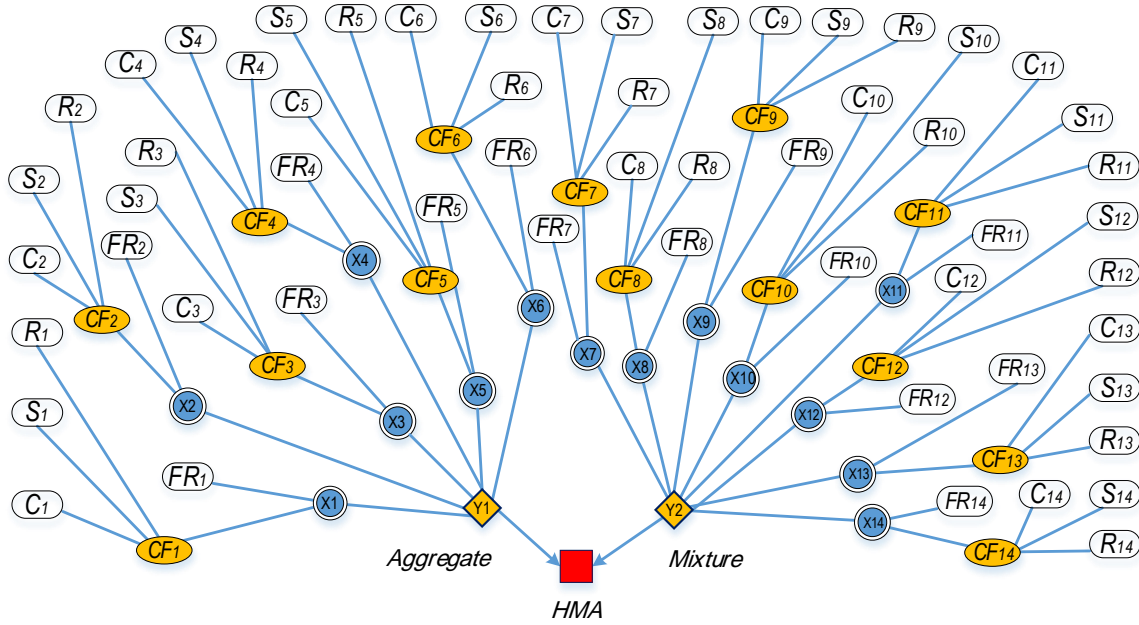 S5
R5
C6
S6
C7
S7
S8
C9
S9
R9
S10
S4
C4
R4
C5
R6
R7
C10
C11
R2
CF6
CF9
R10
S11
R3
FR4
FR6
C8
R8
FR9
R11
S2
S3
CF4
FR5
CF7
CF11
S12
FR2
FR7
FR8
FR11
C2
X4
CF5
CF8
FR10
C12
R12
C3
FR3
X6
X9
CF10
X11
R1
CF2
C13
CF3
X7
X8
X10
CF12
FR13
X5
S13
S1
X2
X3
X12
FR12
R13
CF13
FR1
X13
C1
X1
Y1
Y2
X14
FR14
C14
S14
CF1
CF14
R14
Aggregate
Mixture
HMA